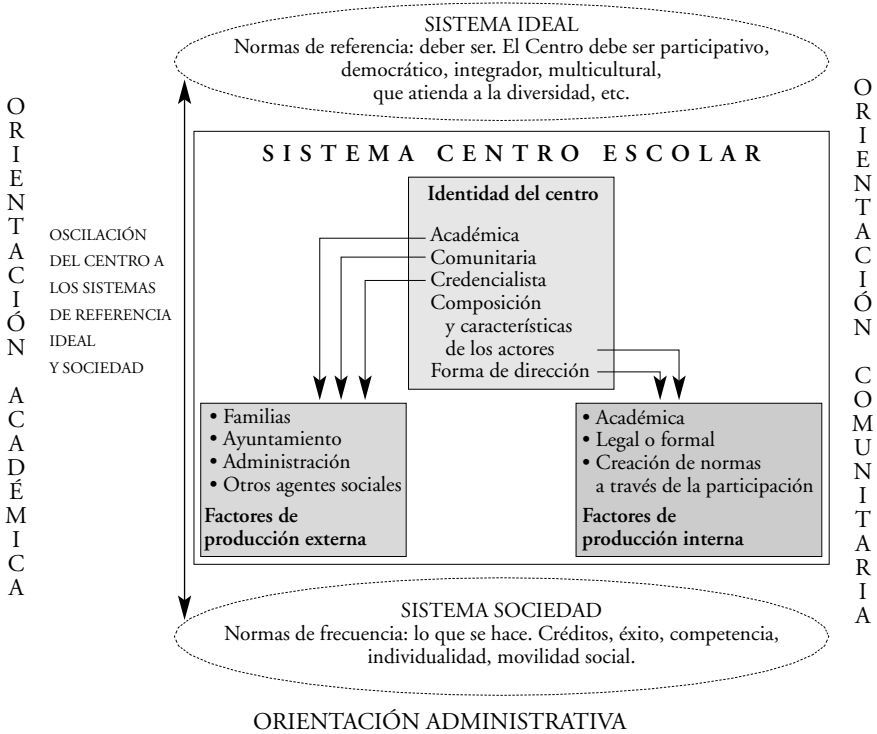 SISTEMA IDEAL
Normas de referencia: deber ser. El Centro debe ser participativo,
democrático, integrador, multicultural,
que atienda a la diversidad, etc.
ORIENTACIÓN ACADÉMICA
OSCILACIÓN
DEL CENTRO A
LOS SISTEMAS
DE REFERENCIA
IDEAL
Y SOCIEDAD
SISTEMA CENTRO ESCOLAR
Identidad del centro
Académica
Comunitaria
Credencialista
Composición
y características
de los actores
Forma de dirección
• Familias
• Ayuntamiento
• Administración
• Otros agentes sociales
Factores de
producción externa
• Académica
• Legal o formal
• Creación de normas
a través de la participación
Factores de
producción interna
ORIENTACIÓN COMUNITARIA
SISTEMA SOCIEDAD
Normas de frecuencia: lo que se hace. Créditos, éxito, competencia,
individualidad, movilidad social.
ORIENTACIÓN ADMINISTRATIVA